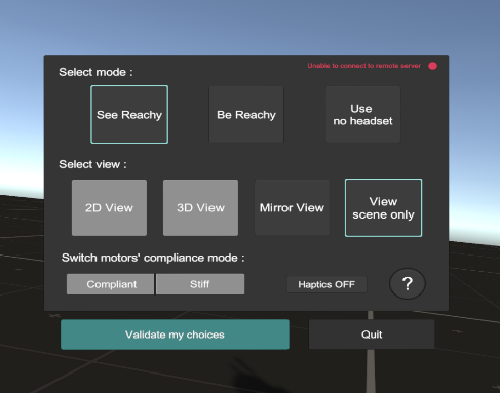 Unable to connect to remote server
Select mode :
See Reachy
Be Reachy
Use
no headset
Select view :
2D View
3D View
Mirror View
View
scene only
Switch motors' compliance mode :
Compliant
Stiff
Haptics OFF
?
Validate my choices
Quit